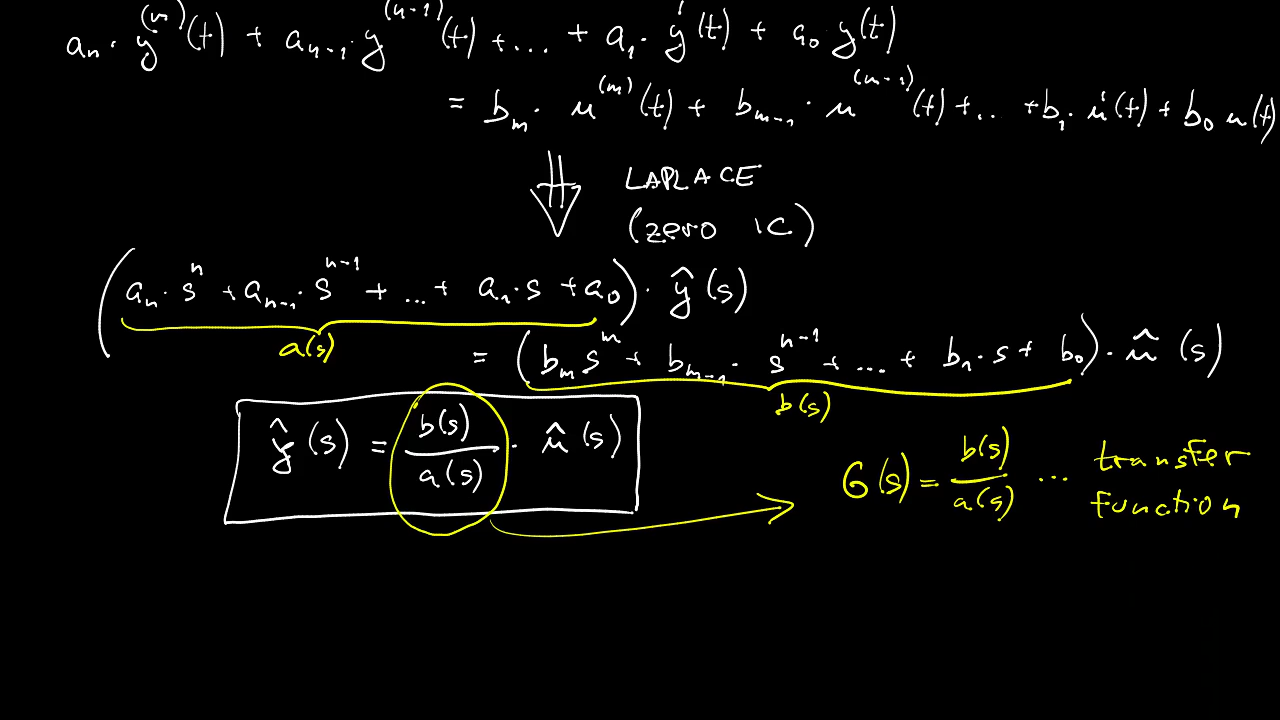 aₙ · y⁽ⁿ⁾(t) + aₙ₋₁ · y⁽ⁿ⁻¹⁾(t) + ... + a₁ · ẏ(t) + a₀ y(t)
= bₘ · u⁽ᵐ⁾(t) + bₘ₋₁ · u⁽ᵐ⁻¹⁾(t) + ... + b₁ · u̇(t) + b₀ u(t)
⇓ LAPLACE
(zero IC)
(aₙ · sⁿ + aₙ₋₁ · sⁿ⁻¹ + ... + a₁ · s + a₀) · ŷ(s)
a(s)
= (bₘ sᵐ + bₘ₋₁ · sⁿ⁻¹ + ... + b₁ · s + b₀) · û(s)
b(s)
ŷ(s) = b(s)/a(s) · û(s)
G(s) = b(s)/a(s) ... transfer
function